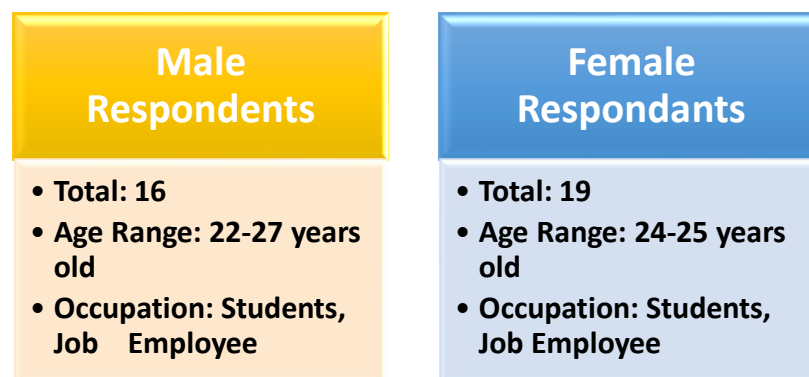 Male
Respondents
• Total: 16
• Age Range: 22-27 years
old
• Occupation: Students,
Job Employee
Female
Respondants
• Total: 19
• Age Range: 24-25 years
old
• Occupation: Students,
Job Employee